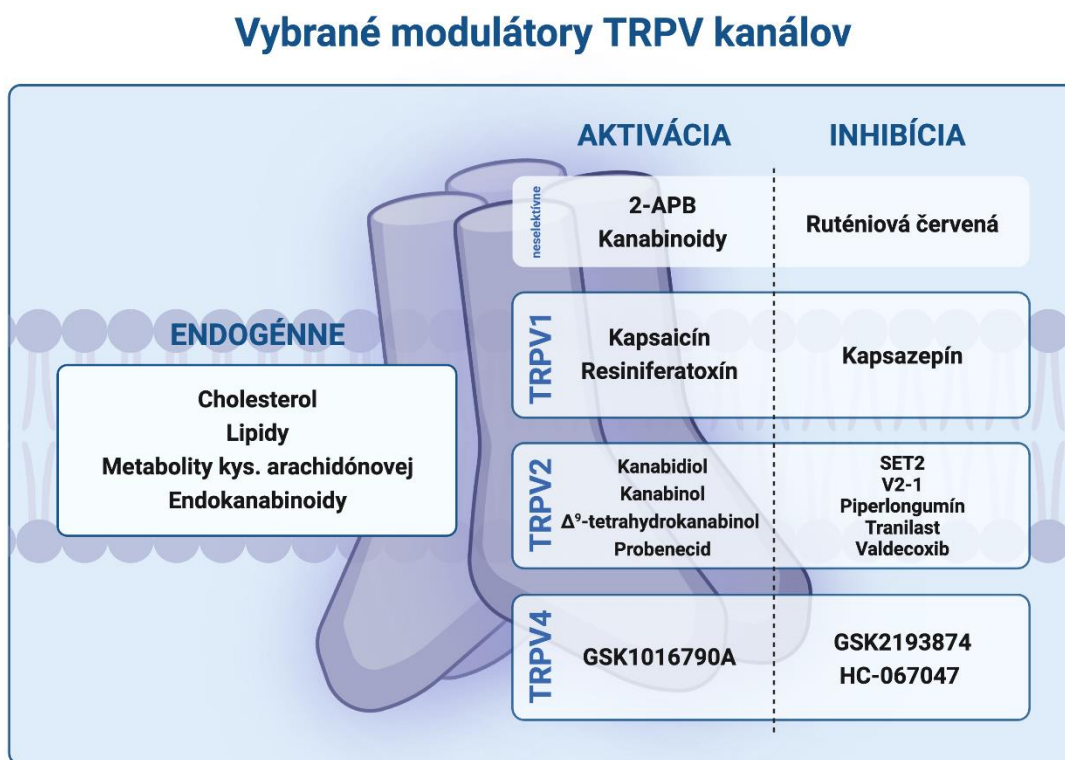 Vybrané modulátory TRPV kanálov
AKTIVÁCIA
INHIBÍCIA
neselektívne
2-APB
Kanabinoidy
Ruténiová červená
ENDOGÉNNE
Cholesterol
Lipidy
Metabolity kys. arachidónovej
Endokanabinoidy
TRPV1
Kapsaicín
Resiniferatoxín
Kapsazepín
TRPV2
Kanabidiol
Kanabinol
Δ⁹-tetrahydrokanabinol
Probenecid
SET2
V2-1
Piperlongumín
Tranilast
Valdecoxib
TRPV4
GSK1016790A
GSK2193874
HC-067047